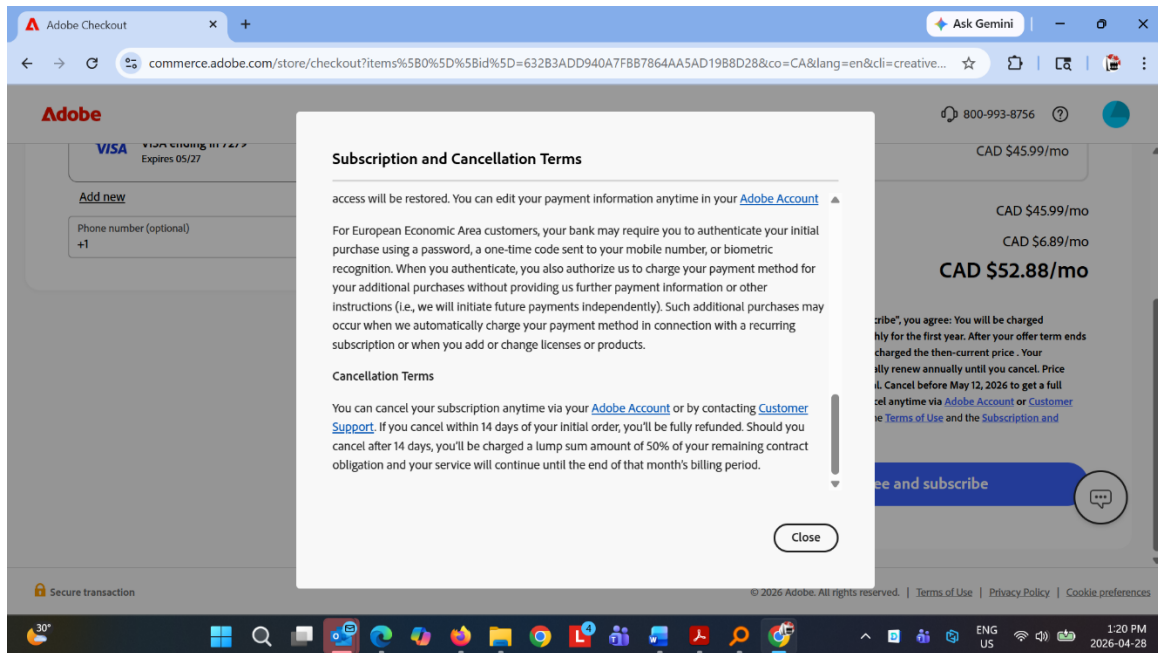 Adobe Checkout
Ask Gemini
commerce.adobe.com/store/checkout?items%5B0%5D%5Bid%5D=632B3ADD940A7FBB7864AA5AD19B8D28&co=CA&lang=en&cli=creative...
Adobe
800-993-8756
VISA
VISA ending in 7279
Expires 05/27
Add new
Phone number (optional)
+1
CAD $45.99/mo
CAD $45.99/mo
CAD $6.89/mo
CAD $52.88/mo
Subscription and Cancellation Terms
access will be restored. You can edit your payment information anytime in your Adobe Account
For European Economic Area customers, your bank may require you to authenticate your initial
purchase using a password, a one-time code sent to your mobile number, or biometric
recognition. When you authenticate, you also authorize us to charge your payment method for
your additional purchases without providing us further payment information or other
instructions (i.e., we will initiate future payments independently). Such additional purchases may
occur when we automatically charge your payment method in connection with a recurring
subscription or when you add or change licenses or products.
Cancellation Terms
You can cancel your subscription anytime via your Adobe Account or by contacting Customer
Support. If you cancel within 14 days of your initial order, you'll be fully refunded. Should you
cancel after 14 days, you'll be charged a lump sum amount of 50% of your remaining contract
obligation and your service will continue until the end of that month's billing period.
Close
cribe", you agree: You will be charged
hly for the first year. After your offer term ends
charged the then-current price . Your
ally renew annually until you cancel. Price
l. Cancel before May 12, 2026 to get a full
cel anytime via Adobe Account or Customer
he Terms of Use and the Subscription and
ee and subscribe
Secure transaction
© 2026 Adobe. All rights reserved. | Terms of Use | Privacy Policy | Cookie preferences
30°
ENG
US
1:20 PM
2026-04-28